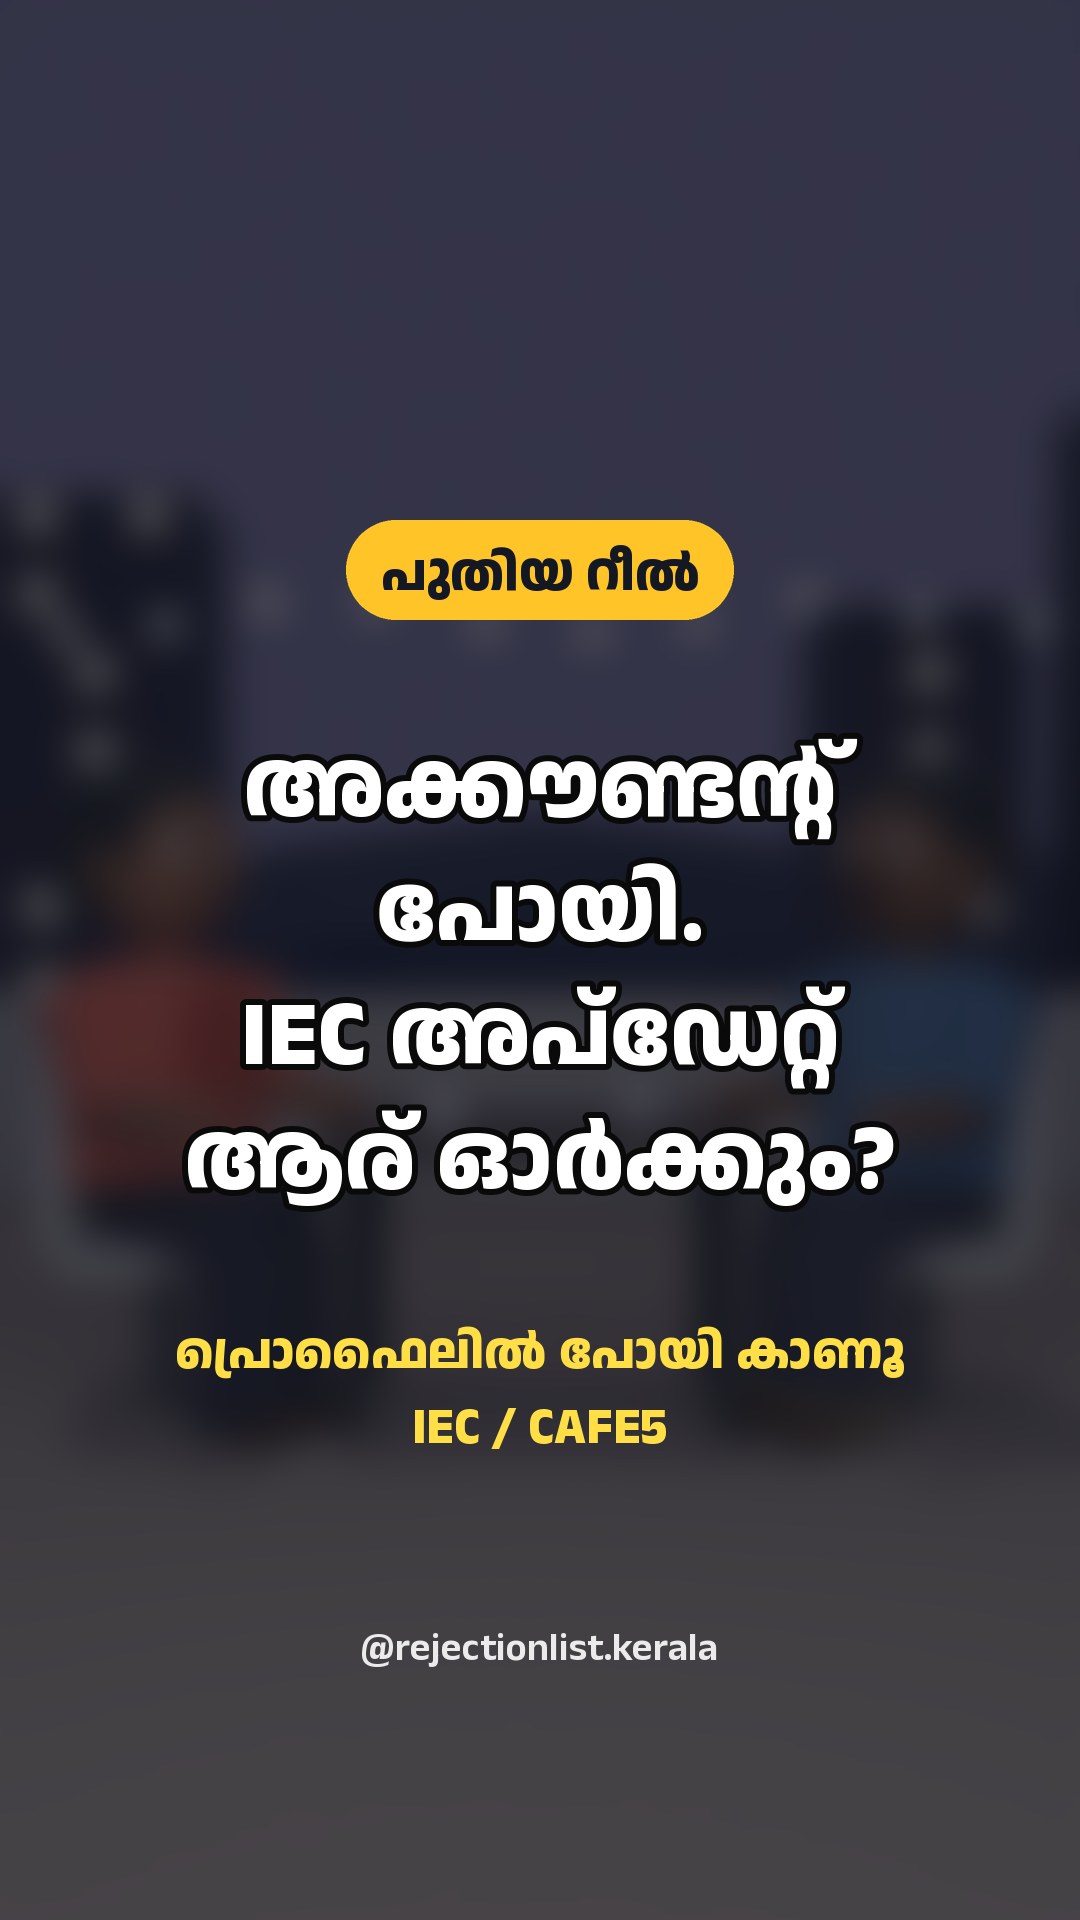 പുതിയ റീൽ
അക്കൗണ്ടന്റ്
പോയി.
IEC അപ്ഡേറ്റ്
ആര് ഓർക്കും?
പ്രൊഫൈലിൽ പോയി കാണൂ
IEC / CAFE5
@rejectionlist.kerala